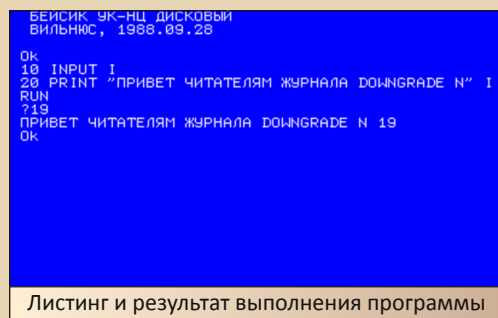 БЕЙСИК УК-НЦ ДИСКОВЫЙ
ВИЛЬНЮС, 1988.09.28
Ok
10 INPUT I
20 PRINT "ПРИВЕТ ЧИТАТЕЛЯМ ЖУРНАЛА DOWNGRADE N" I
RUN
?19
ПРИВЕТ ЧИТАТЕЛЯМ ЖУРНАЛА DOWNGRADE N 19
Ok
Листинг и результат выполнения программы